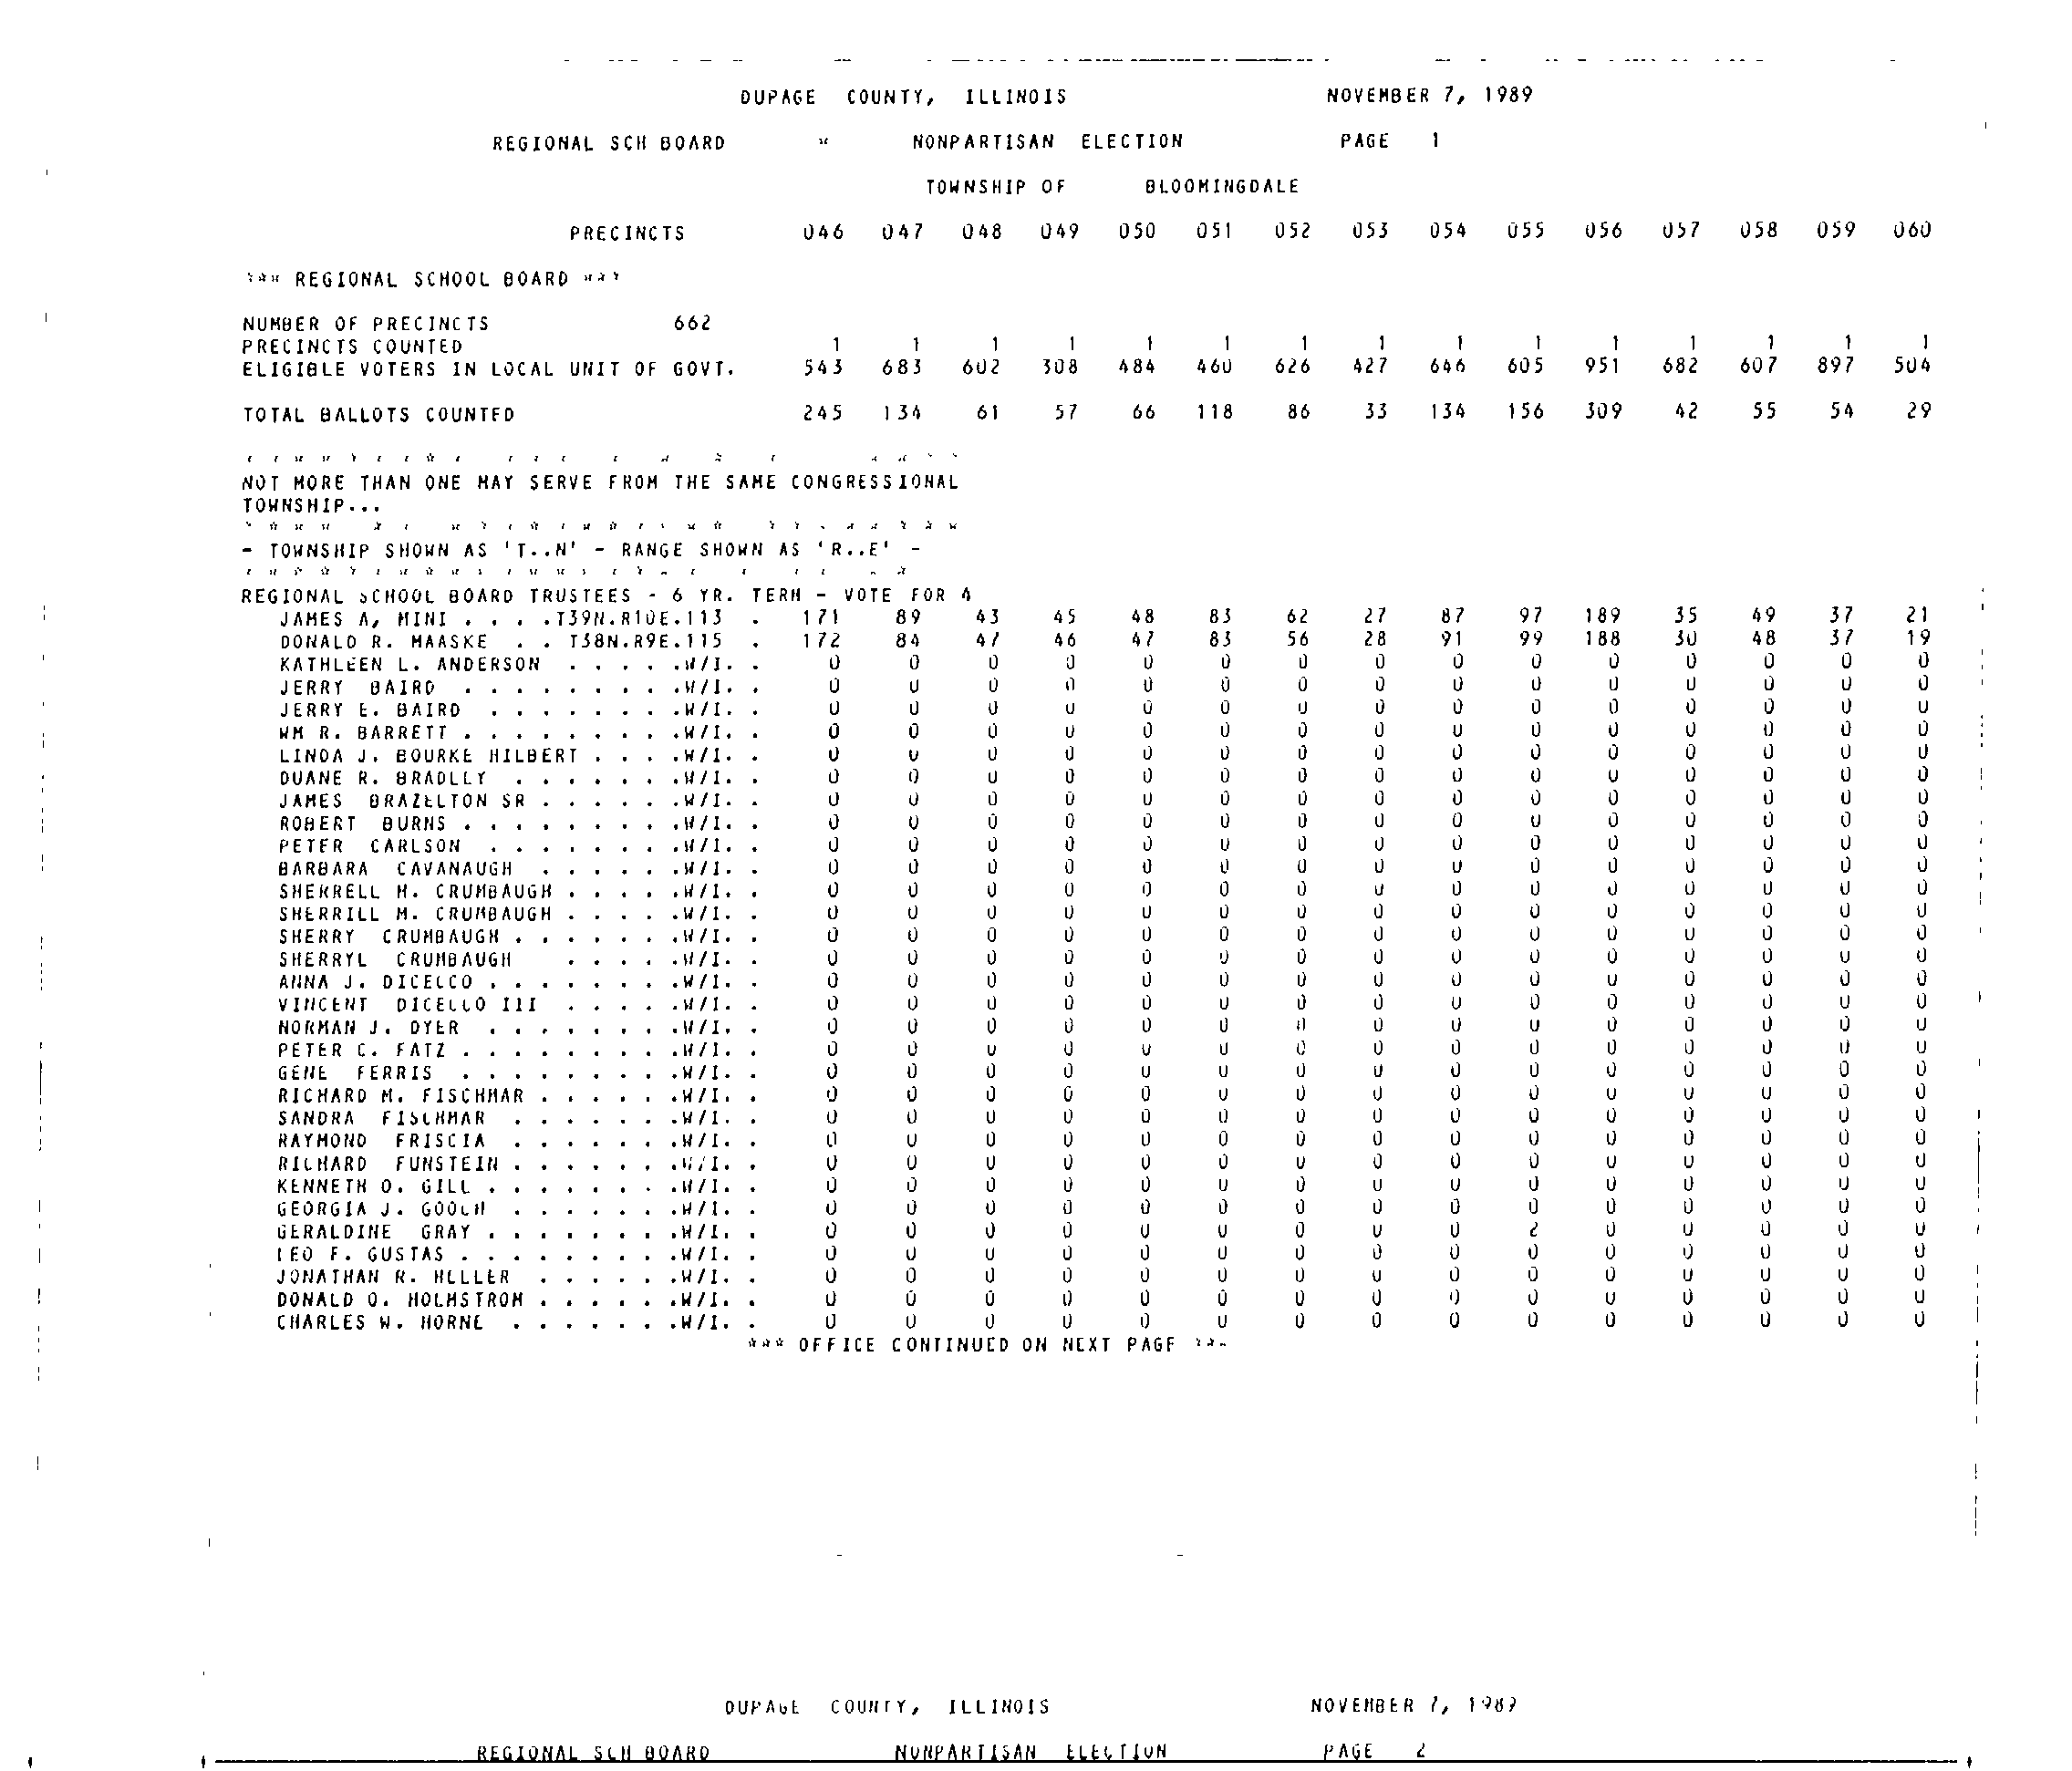 DUPAGE COUNTY, ILLINOIS NOVEMBER 7, 1989
REGIONAL SCH BOARD * NONPARTISAN ELECTION PAGE 1
TOWNSHIP OF BLOOMINGDALE
PRECINCTS 046 047 048 049 050 051 052 053 054 055 056 057 058 059 060
*** REGIONAL SCHOOL BOARD ***
NUMBER OF PRECINCTS 662
PRECINCTS COUNTED 1 1 1 1 1 1 1 1 1 1 1 1 1 1 1
ELIGIBLE VOTERS IN LOCAL UNIT OF GOVT. 543 683 602 308 484 460 626 427 646 605 951 682 607 897 504
TOTAL BALLOTS COUNTED 245 134 61 57 66 118 86 33 134 156 309 42 55 54 29
NOT MORE THAN ONE MAY SERVE FROM THE SAME CONGRESSIONAL
TOWNSHIP...
- TOWNSHIP SHOWN AS 'T..N' - RANGE SHOWN AS 'R..E' -
REGIONAL SCHOOL BOARD TRUSTEES - 6 YR. TERM - VOTE FOR 4
JAMES A, MINI . . . .T39N.R10E.113 . 171 89 43 45 48 83 62 27 87 97 189 35 49 37 21
DONALD R. MAASKE . . T38N.R9E.115 . 172 84 47 46 47 83 56 28 91 99 188 30 48 37 19
KATHLEEN L. ANDERSON . . . . .W/I. . 0 0 0 0 0 0 0 0 0 0 0 0 0 0 0
JERRY BAIRD . . . . . . . . .W/I. . 0 0 0 0 0 0 0 0 0 0 0 0 0 0 0
JERRY E. BAIRD . . . . . . . .W/I. . 0 0 0 0 0 0 0 0 0 0 0 0 0 0 0
WM R. BARRETT . . . . . . . . .W/I. . 0 0 0 0 0 0 0 0 0 0 0 0 0 0 0
LINDA J. BOURKE HILBERT . . . .W/I. . 0 0 0 0 0 0 0 0 0 0 0 0 0 0 0
DUANE R. BRADLEY . . . . . . .W/I. . 0 0 0 0 0 0 0 0 0 0 0 0 0 0 0
JAMES BRAZELTON SR . . . . . .W/I. . 0 0 0 0 0 0 0 0 0 0 0 0 0 0 0
ROBERT BURNS . . . . . . . . .W/I. . 0 0 0 0 0 0 0 0 0 0 0 0 0 0 0
PETER CARLSON . . . . . . . .W/I. . 0 0 0 0 0 0 0 0 0 0 0 0 0 0 0
BARBARA CAVANAUGH . . . . . .W/I. . 0 0 0 0 0 0 0 0 0 0 0 0 0 0 0
SHERRELL M. CRUMBAUGH . . . . .W/I. . 0 0 0 0 0 0 0 0 0 0 0 0 0 0 0
SHERRILL M. CRUMBAUGH . . . . .W/I. . 0 0 0 0 0 0 0 0 0 0 0 0 0 0 0
SHERRY CRUMBAUGH . . . . . . .W/I. . 0 0 0 0 0 0 0 0 0 0 0 0 0 0 0
SHERRYL CRUMBAUGH . . . . .W/I. . 0 0 0 0 0 0 0 0 0 0 0 0 0 0 0
ANNA J. DICELCO . . . . . . . .W/I. . 0 0 0 0 0 0 0 0 0 0 0 0 0 0 0
VINCENT DICELLO III . . . . .W/I. . 0 0 0 0 0 0 0 0 0 0 0 0 0 0 0
NORMAN J. DYER . . . . . . . .W/I. . 0 0 0 0 0 0 0 0 0 0 0 0 0 0 0
PETER C. FATZ . . . . . . . . .W/I. . 0 0 0 0 0 0 0 0 0 0 0 0 0 0 0
GENE FERRIS . . . . . . . . .W/I. . 0 0 0 0 0 0 0 0 0 0 0 0 0 0 0
RICHARD M. FISCHMAR . . . . . .W/I. . 0 0 0 0 0 0 0 0 0 0 0 0 0 0 0
SANDRA FISCHMAR . . . . . . .W/I. . 0 0 0 0 0 0 0 0 0 0 0 0 0 0 0
RAYMOND FRISCIA . . . . . . .W/I. . 0 0 0 0 0 0 0 0 0 0 0 0 0 0 0
RICHARD FUNSTEIN . . . . . . .W/I. . 0 0 0 0 0 0 0 0 0 0 0 0 0 0 0
KENNETH O. GILL . . . . . . . .W/I. . 0 0 0 0 0 0 0 0 0 0 0 0 0 0 0
GEORGIA J. GOOCH . . . . . . .W/I. . 0 0 0 0 0 0 0 0 0 0 0 0 0 0 0
GERALDINE GRAY . . . . . . . .W/I. . 0 0 0 0 0 0 0 0 0 2 0 0 0 0 0
LEO F. GUSTAS . . . . . . . . .W/I. . 0 0 0 0 0 0 0 0 0 0 0 0 0 0 0
JONATHAN R. HELLER . . . . . .W/I. . 0 0 0 0 0 0 0 0 0 0 0 0 0 0 0
DONALD O. HOLMSTROM . . . . . .W/I. . 0 0 0 0 0 0 0 0 0 0 0 0 0 0 0
CHARLES W. HORNE . . . . . . .W/I. . 0 0 0 0 0 0 0 0 0 0 0 0 0 0 0
*** OFFICE CONTINUED ON NEXT PAGE ***
DUPAGE COUNTY, ILLINOIS NOVEMBER 7, 1989
REGIONAL SCH BOARD NONPARTISAN ELECTION PAGE 2